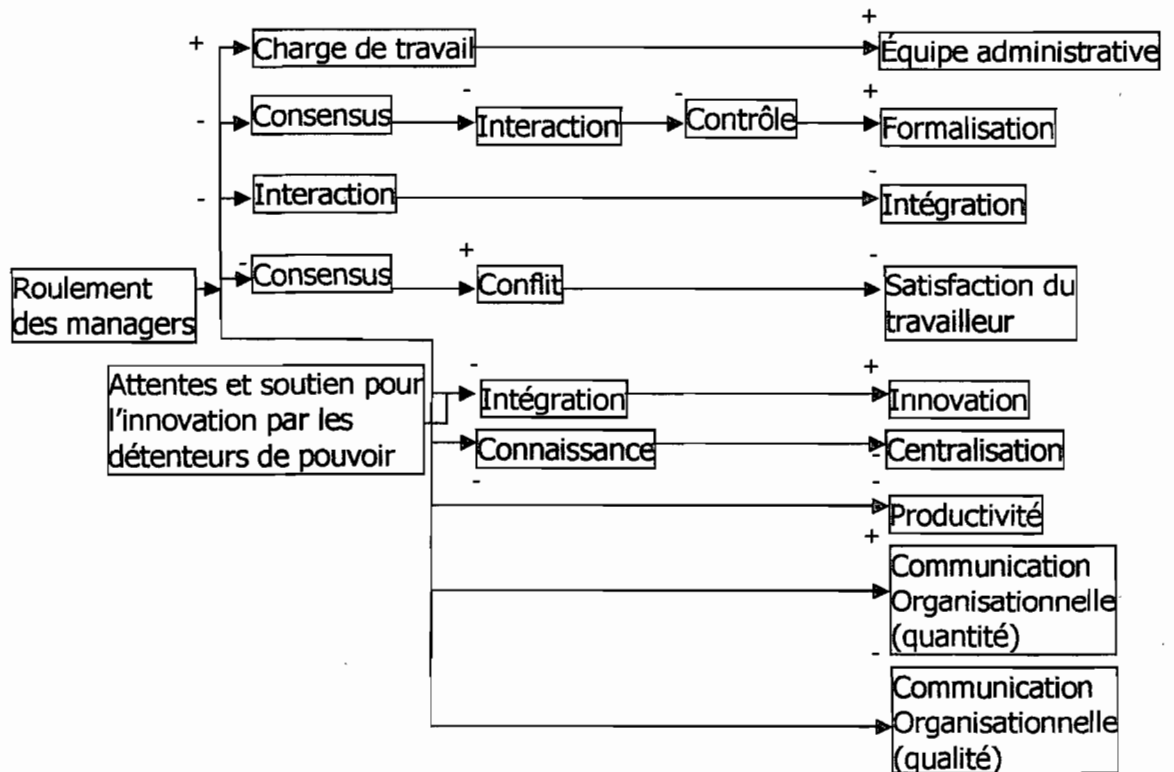 +
+ Charge de travail
Équipe administrative
- - +
- Consensus
Interaction
Contrôle
Formalisation
-
- Interaction
Intégration
+ -
- Consensus
Conflit
Satisfaction du
travailleur
Roulement
des managers
- +
Attentes et soutien pour
l'innovation par les
détenteurs de pouvoir
Intégration
Innovation
Connaissance
Centralisation
- -
-
Productivité
+
Communication
Organisationnelle
(quantité)
-
Communication
Organisationnelle
(qualité)